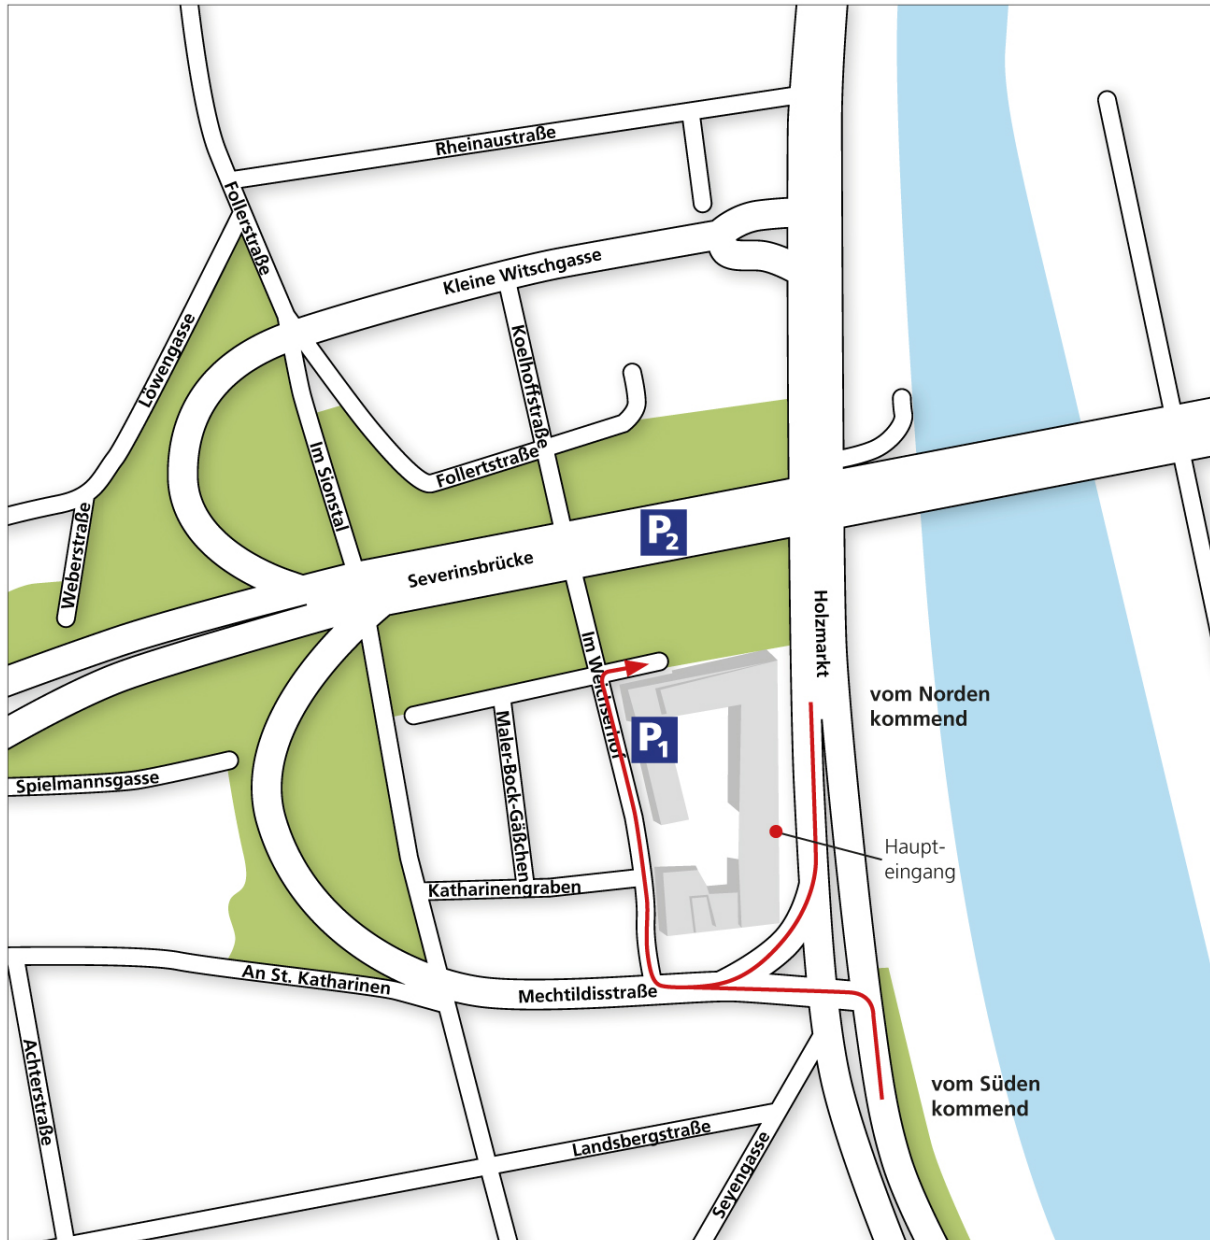 Rheinaustraße
Follerstraße
Kleine Witschgasse
Löwengasse
Koelhoffstraße
Im Sionstal
Follertstraße
Weberstraße
P2
Severinsbrücke
Holzmarkt
Im Weichserhof
vom Norden
kommend
P1
Maler-Bock-Gäßchen
Spielmannsgasse
Haupt-
eingang
Katharinengraben
An St. Katharinen
Mechtildisstraße
Achterstraße
vom Süden
kommend
Landsbergstraße
Seyengasse